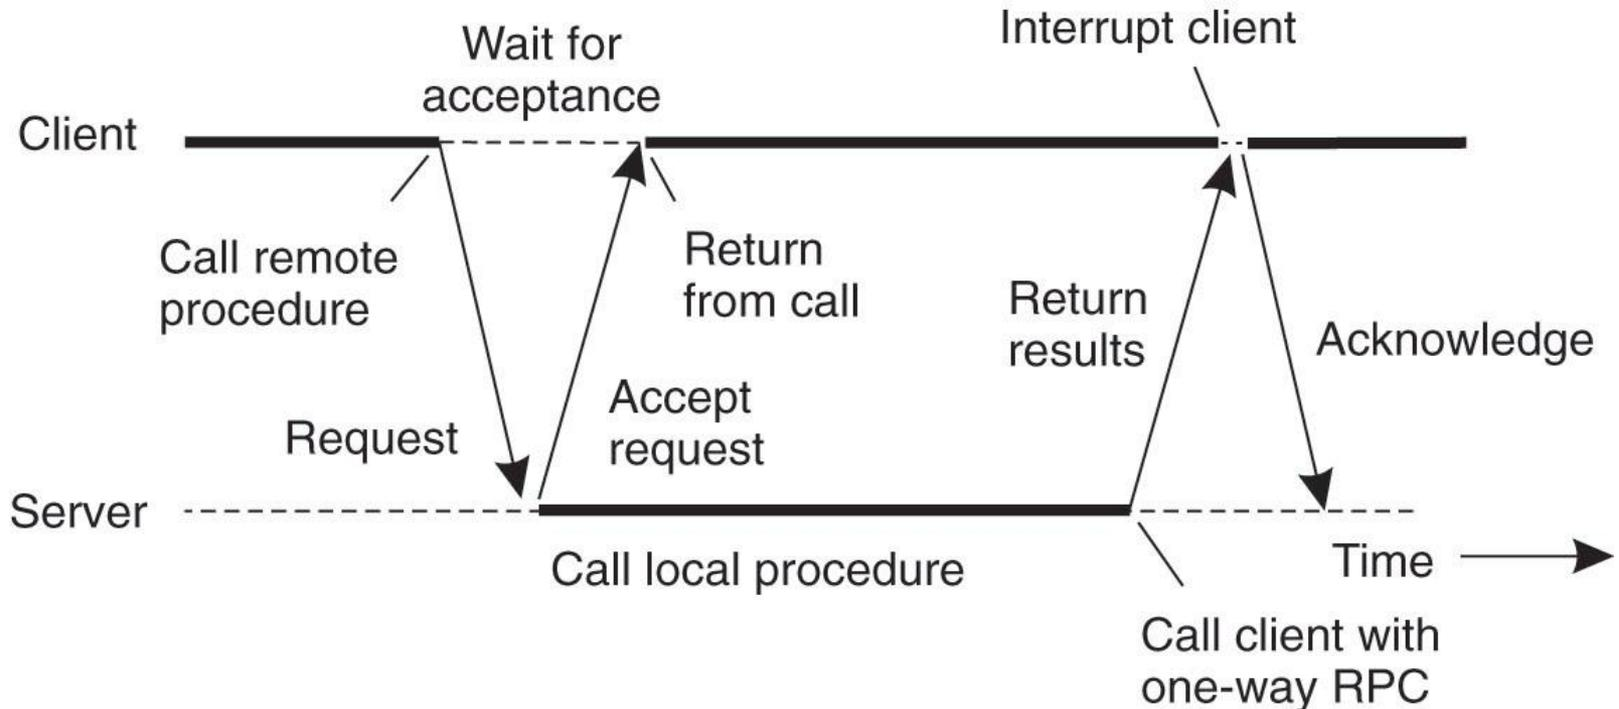 Interrupt client
Wait for
acceptance
Client
Call remote
procedure
Return
from call
Return
results
Acknowledge
Accept
request
Request
Server
Call local procedure
Time
Call client with
one-way RPC